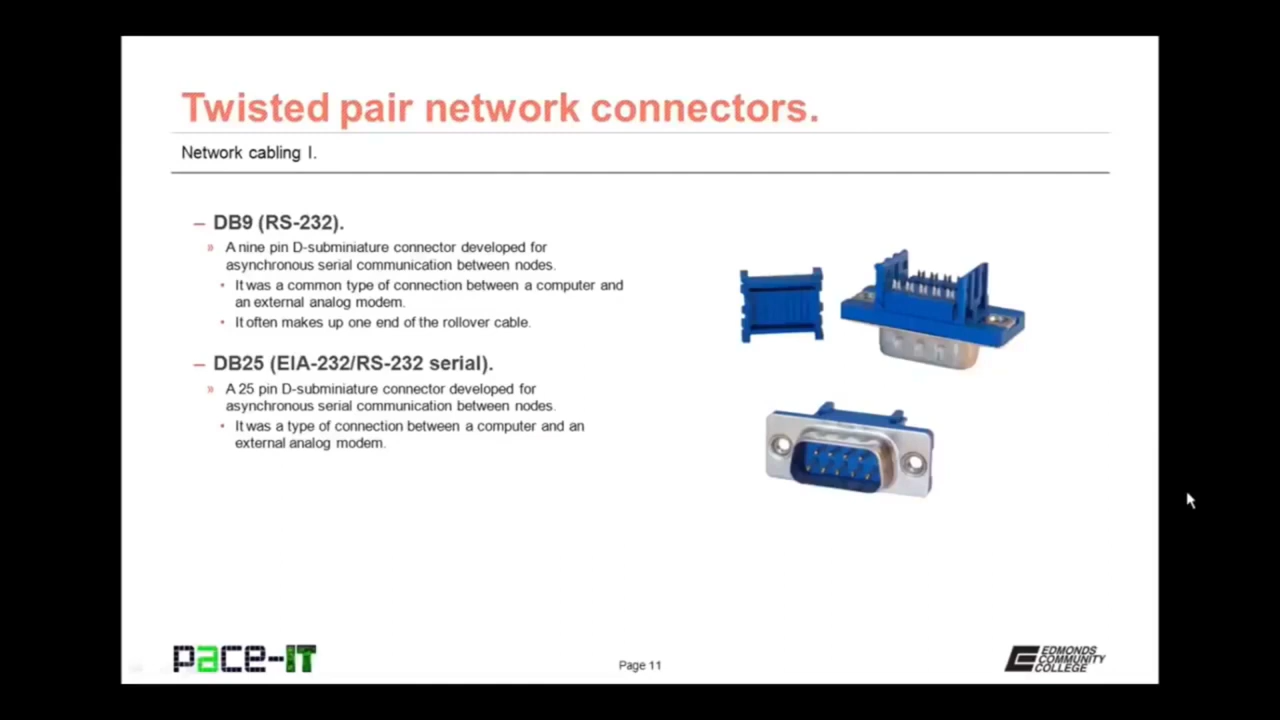 Twisted pair network connectors.
Network cabling I.
– DB9 (RS-232).
» A nine pin D-subminiature connector developed for
asynchronous serial communication between nodes.
• It was a common type of connection between a computer and
an external analog modem.
• It often makes up one end of the rollover cable.
– DB25 (EIA-232/RS-232 serial).
» A 25 pin D-subminiature connector developed for
asynchronous serial communication between nodes.
• It was a type of connection between a computer and an
external analog modem.
pace-IT
Page 11
EDMONDS
COMMUNITY
COLLEGE